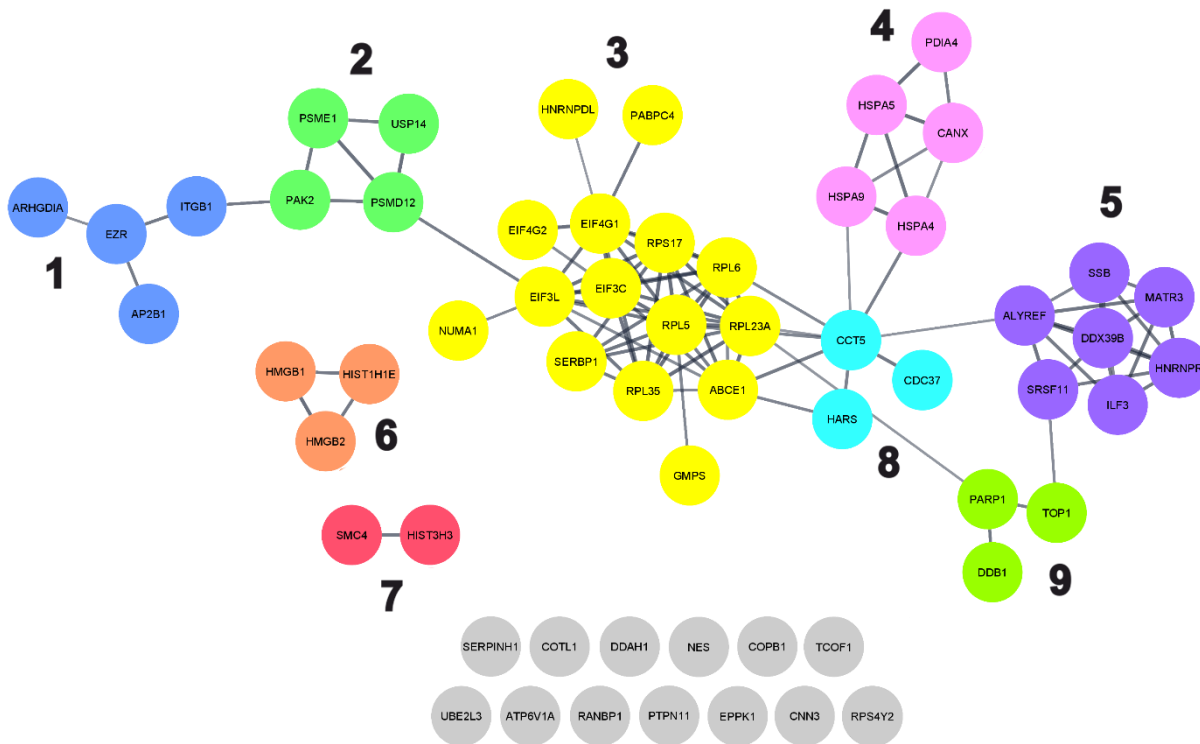 4
PDIA4
2
3
HNRNPDL
PABPC4
HSPA5
CANX
PSME1
USP14
ARHGDIA
ITGB1
PAK2
PSMD12
HSPA9
HSPA4
5
EZR
EIF4G2
EIF4G1
RPS17
RPL6
SSB
MATR3
1
AP2B1
EIF3L
EIF3C
ALYREF
DDX39B
NUMA1
RPL5
RPL23A
CCT5
HNRNPR
SERBP1
RPL35
ABCE1
CDC37
SRSF11
ILF3
HMGB1
HIST1H1E
HMGB2
6
HARS
8
GMPS
PARP1
TOP1
SMC4
HIST3H3
7
DDB1
9
SERPINH1 COTL1 DDAH1 NES COPB1 TCOF1
UBE2L3 ATP6V1A RANBP1 PTPN11 EPPK1 CNN3 RPS4Y2